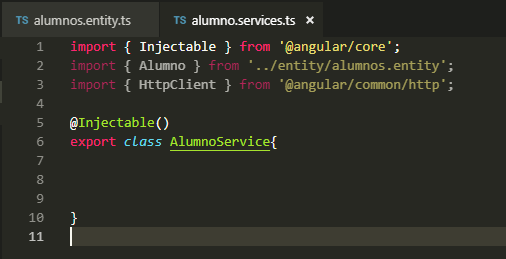 TS alumnos.entity.ts TS alumno.services.ts ×
1 import { Injectable } from '@angular/core';
2 import { Alumno } from '../entity/alumnos.entity';
3 import { HttpClient } from '@angular/common/http';
4
5 @Injectable()
6 export class AlumnoService{
7
8
9
10 }
11